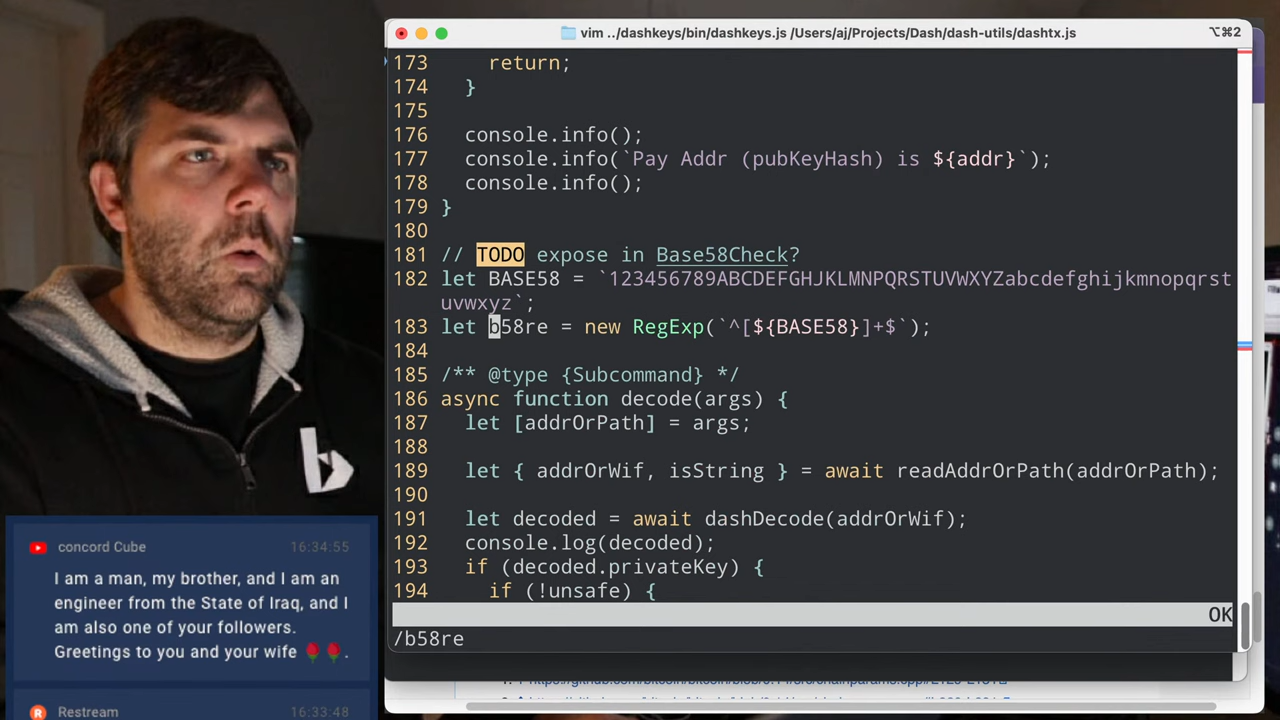 vim ../dashkeys/bin/dashkeys.js /Users/aj/Projects/Dash/dash-utils/dashtx.js
⌥⌘2
173     return;
174   }
175
176   console.info();
177   console.info(`Pay Addr (pubKeyHash) is ${addr}`);
178   console.info();
179 }
180
181 // TODO expose in Base58Check?
182 let BASE58 = `123456789ABCDEFGHJKLMNPQRSTUVWXYZabcdefghijkmnopqrst
uvwxyz`;
183 let b58re = new RegExp(`^[${BASE58}]+$`);
184
185 /** @type {Subcommand} */
186 async function decode(args) {
187   let [addrOrPath] = args;
188
189   let { addrOrWif, isString } = await readAddrOrPath(addrOrPath);
190
191   let decoded = await dashDecode(addrOrWif);
192   console.log(decoded);
193   if (decoded.privateKey) {
194     if (!unsafe) {
OK
/b58re
concord Cube 16:34:55
I am a man, my brother, and I am an
engineer from the State of Iraq, and I
am also one of your followers.
Greetings to you and your wife 🌹🌹.
Restream 16:33:48